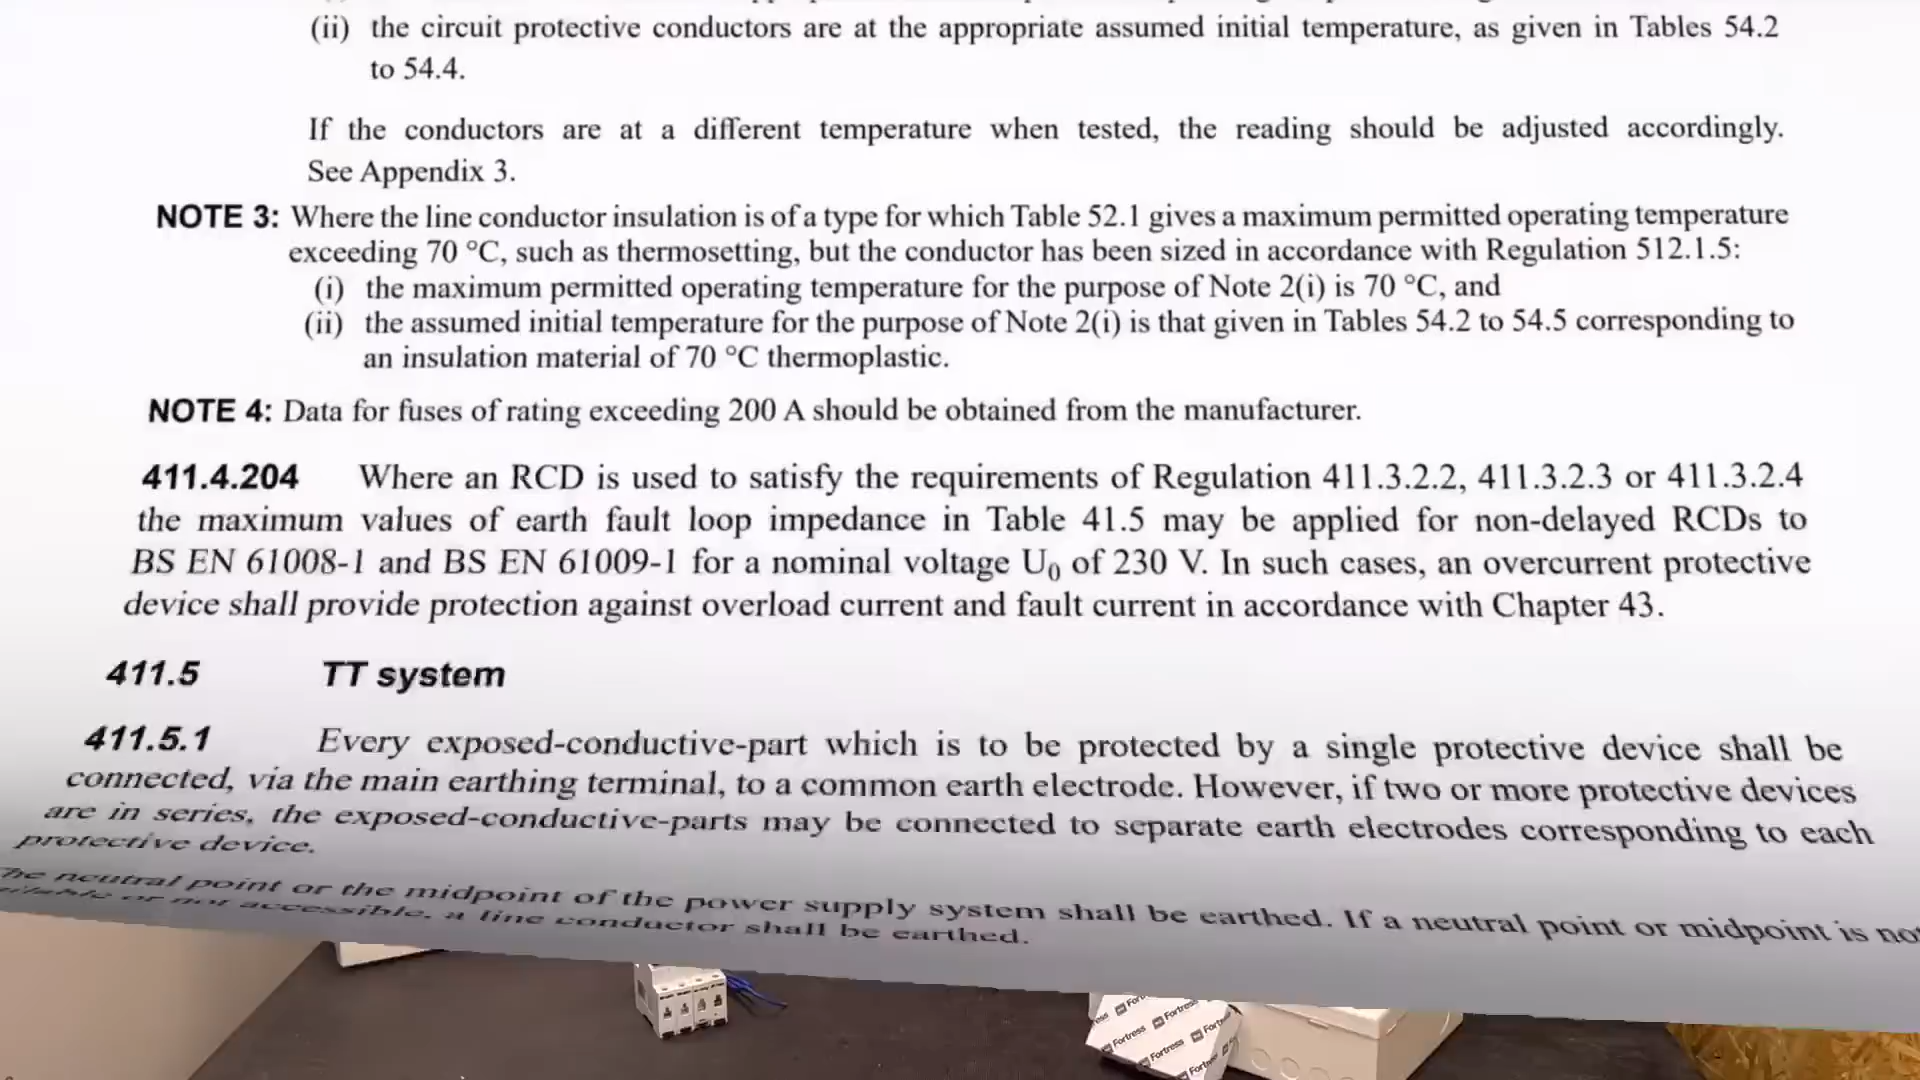 (ii) the circuit protective conductors are at the appropriate assumed initial temperature, as given in Tables 54.2
to 54.4.
If the conductors are at a different temperature when tested, the reading should be adjusted accordingly.
See Appendix 3.
NOTE 3: Where the line conductor insulation is of a type for which Table 52.1 gives a maximum permitted operating temperature
exceeding 70 °C, such as thermosetting, but the conductor has been sized in accordance with Regulation 512.1.5:
(i) the maximum permitted operating temperature for the purpose of Note 2(i) is 70 °C, and
(ii) the assumed initial temperature for the purpose of Note 2(i) is that given in Tables 54.2 to 54.5 corresponding to
an insulation material of 70 °C thermoplastic.
NOTE 4: Data for fuses of rating exceeding 200 A should be obtained from the manufacturer.
411.4.204 Where an RCD is used to satisfy the requirements of Regulation 411.3.2.2, 411.3.2.3 or 411.3.2.4
the maximum values of earth fault loop impedance in Table 41.5 may be applied for non-delayed RCDs to
BS EN 61008-1 and BS EN 61009-1 for a nominal voltage U₀ of 230 V. In such cases, an overcurrent protective
device shall provide protection against overload current and fault current in accordance with Chapter 43.
411.5 TT system
411.5.1 Every exposed-conductive-part which is to be protected by a single protective device shall be
connected, via the main earthing terminal, to a common earth electrode. However, if two or more protective devices
are in series, the exposed-conductive-parts may be connected to separate earth electrodes corresponding to each
protective device.
The neutral point or the midpoint of the power supply system shall be earthed. If a neutral point or midpoint is not
or not accessible, a line conductor shall be earthed.
Fortress
Fortress
Fortress
Fortress